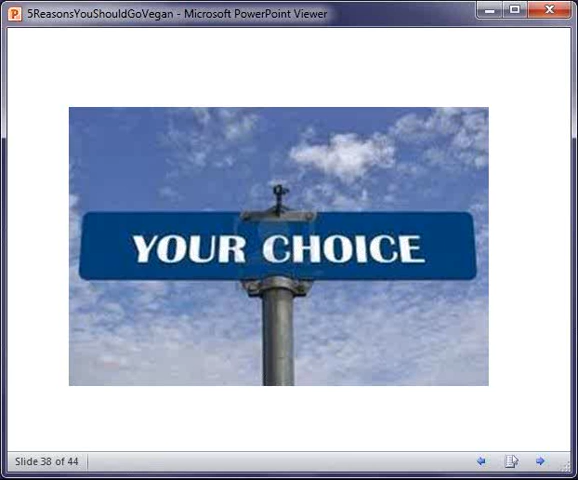 5ReasonsYouShouldGoVegan - Microsoft PowerPoint Viewer
YOUR CHOICE
Slide 38 of 44